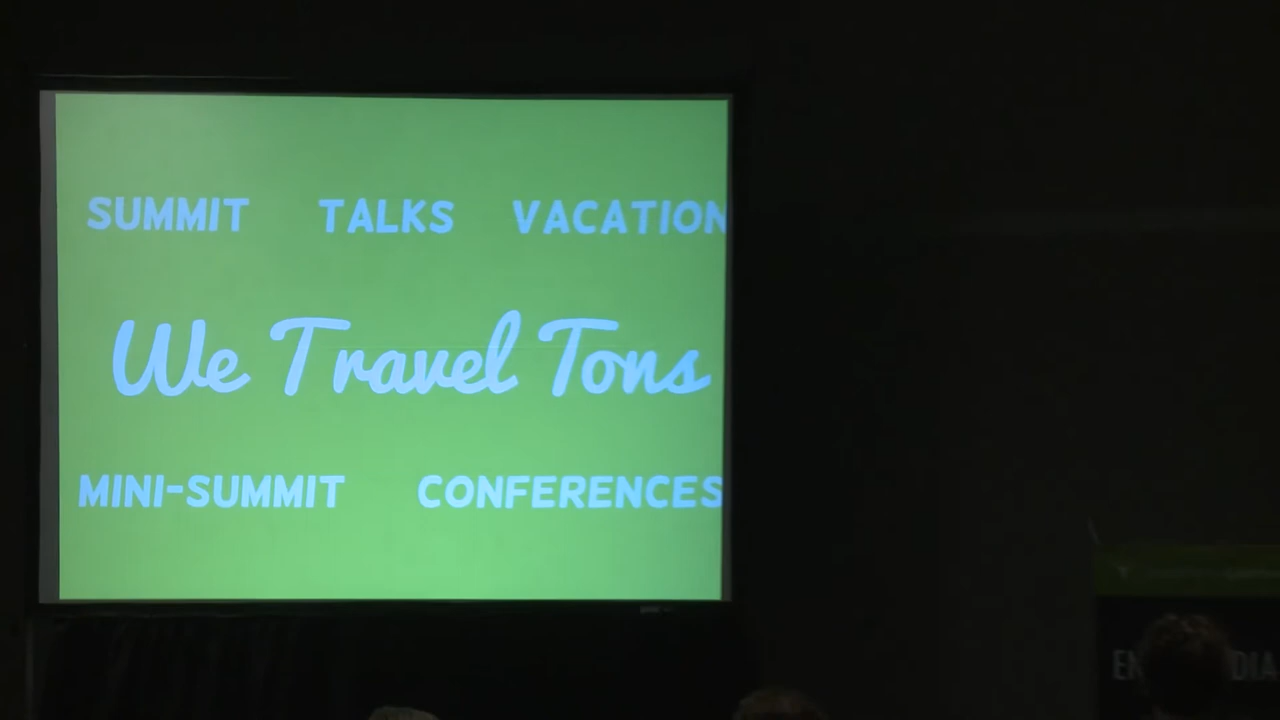 SUMMIT TALKS VACATION
We Travel Tons
MINI-SUMMIT CONFERENCES